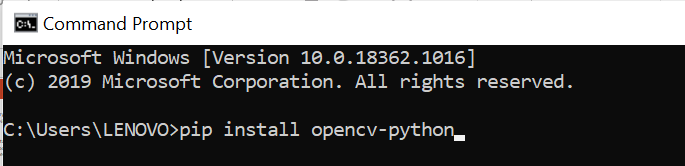 Command Prompt
Microsoft Windows [Version 10.0.18362.1016]
(c) 2019 Microsoft Corporation. All rights reserved.
C:\Users\LENOVO>pip install opencv-python